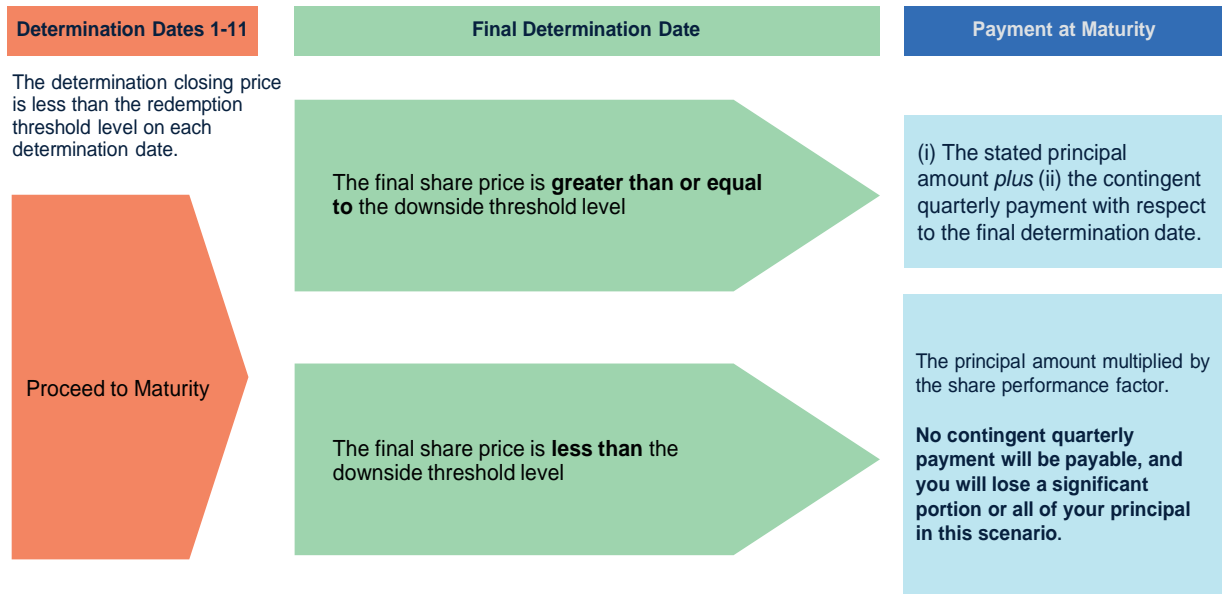 Determination Dates 1-11
Final Determination Date
Payment at Maturity
The determination closing price
is less than the redemption
threshold level on each
determination date.
Proceed to Maturity
The final share price is greater than or equal
to the downside threshold level
(i) The stated principal
amount plus (ii) the contingent
quarterly payment with respect
to the final determination date.
The final share price is less than the
downside threshold level
The principal amount multiplied by
the share performance factor.
No contingent quarterly
payment will be payable, and
you will lose a significant
portion or all of your principal
in this scenario.